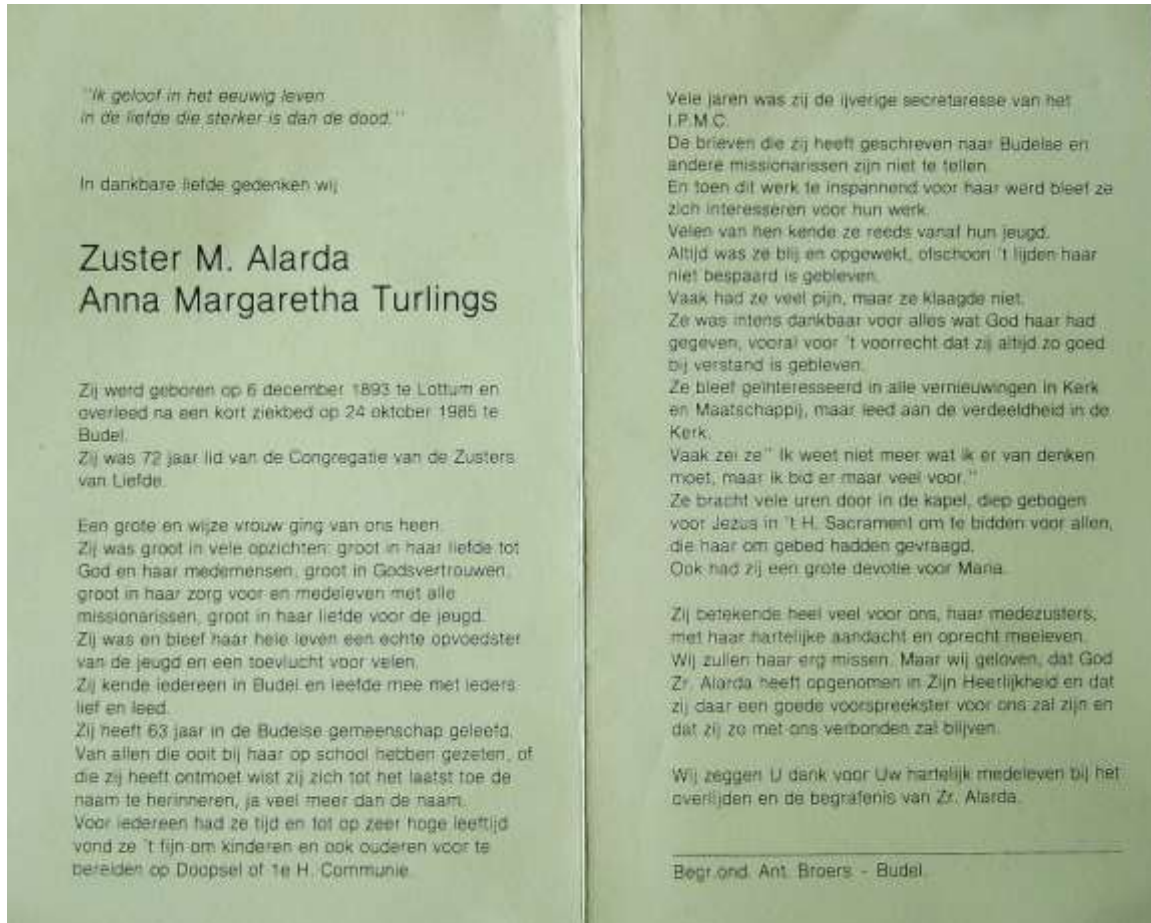 "Ik geloof in het eeuwig leven
in de liefde die sterker is dan de dood."
In dankbare liefde gedenken wij
Zuster M. Alarda
Anna Margaretha Turlings
Zij werd geboren op 6 december 1893 te Lottum en
overleed na een kort ziekbed op 24 oktober 1985 te
Budel.
Zij was 72 jaar lid van de Congregatie van de Zusters
van Liefde.
Een grote en wijze vrouw ging van ons heen.
Zij was groot in vele opzichten: groot in haar liefde tot
God en haar medemensen, groot in Godsvertrouwen,
groot in haar zorg voor en medeleven met alle
missionarissen, groot in haar liefde voor de jeugd.
Zij was en bleef haar hele leven een echte opvoedster
van de jeugd en een toevlucht voor velen.
Zij kende iedereen in Budel en leefde mee met ieders
lief en leed.
Zij heeft 63 jaar in de Budelse gemeenschap geleefd.
Van allen die ooit bij haar op school hebben gezeten, of
die zij heeft ontmoet wist zij zich tot het laatst toe de
naam te herinneren, ja veel meer dan de naam.
Voor iedereen had ze tijd en tot op zeer hoge leeftijd
vond ze 't fijn om kinderen en ook ouderen voor te
bereiden op Doopsel of 1e H. Communie.
Vele jaren was zij de ijverige secretaresse van het
I.P.M.C.
De brieven die zij heeft geschreven naar Budelse en
andere missionarissen zijn niet te tellen.
En toen dit werk te inspannend voor haar werd bleef ze
zich interesseren voor hun werk.
Velen van hen kende ze reeds vanaf hun jeugd.
Altijd was ze blij en opgewekt, ofschoon 't lijden haar
niet bespaard is gebleven.
Vaak had ze veel pijn, maar ze klaagde niet.
Ze was intens dankbaar voor alles wat God haar had
gegeven, vooral voor 't voorrecht dat zij altijd zo goed
bij verstand is gebleven.
Ze bleef geïnteresseerd in alle vernieuwingen in Kerk
en Maatschappij, maar leed aan de verdeeldheid in de
Kerk.
Vaak zei ze" Ik weet niet meer wat ik er van denken
moet, maar ik bid er maar veel voor."
Ze bracht vele uren door in de kapel, diep gebogen
voor Jezus in 't H. Sacrament om te bidden voor allen,
die haar om gebed hadden gevraagd.
Ook had zij een grote devotie voor Maria.
Zij betekende heel veel voor ons, haar medezusters,
met haar hartelijke aandacht en oprecht meeleven.
Wij zullen haar erg missen. Maar wij geloven, dat God
Zr. Alarda heeft opgenomen in Zijn Heerlijkheid en dat
zij daar een goede voorspreekster voor ons zal zijn en
dat zij zo met ons verbonden zal blijven.
Wij zeggen U dank voor Uw hartelijk medeleven bij het
overlijden en de begrafenis van Zr. Alarda.
Begr.ond. Ant. Broers - Budel.